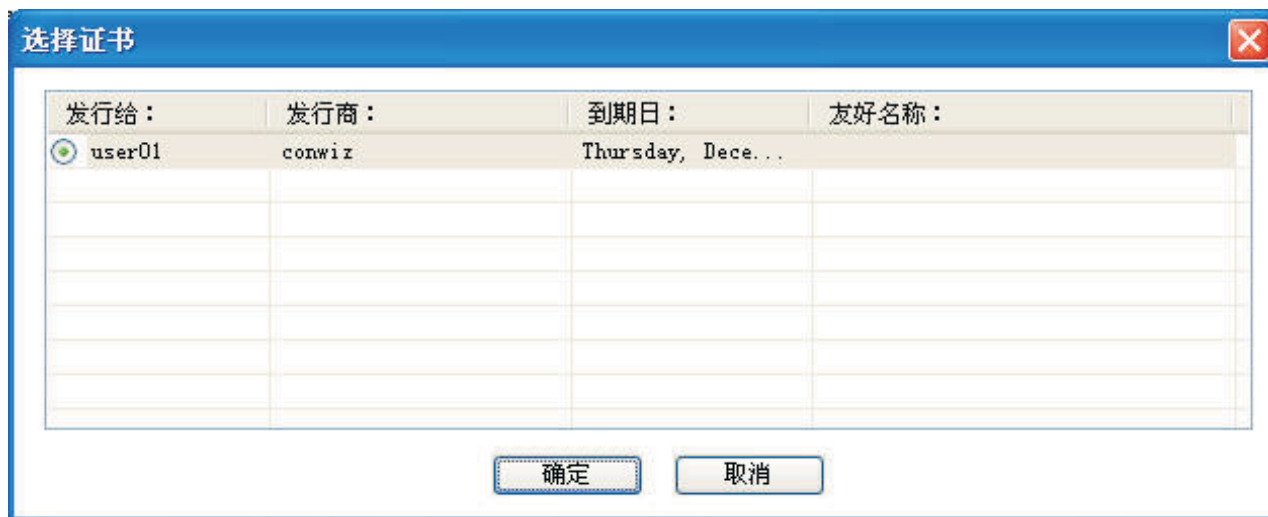 选择证书
发行给： 发行商： 到期日： 友好名称：
user01 conwiz Thursday, Dece...
确定 取消